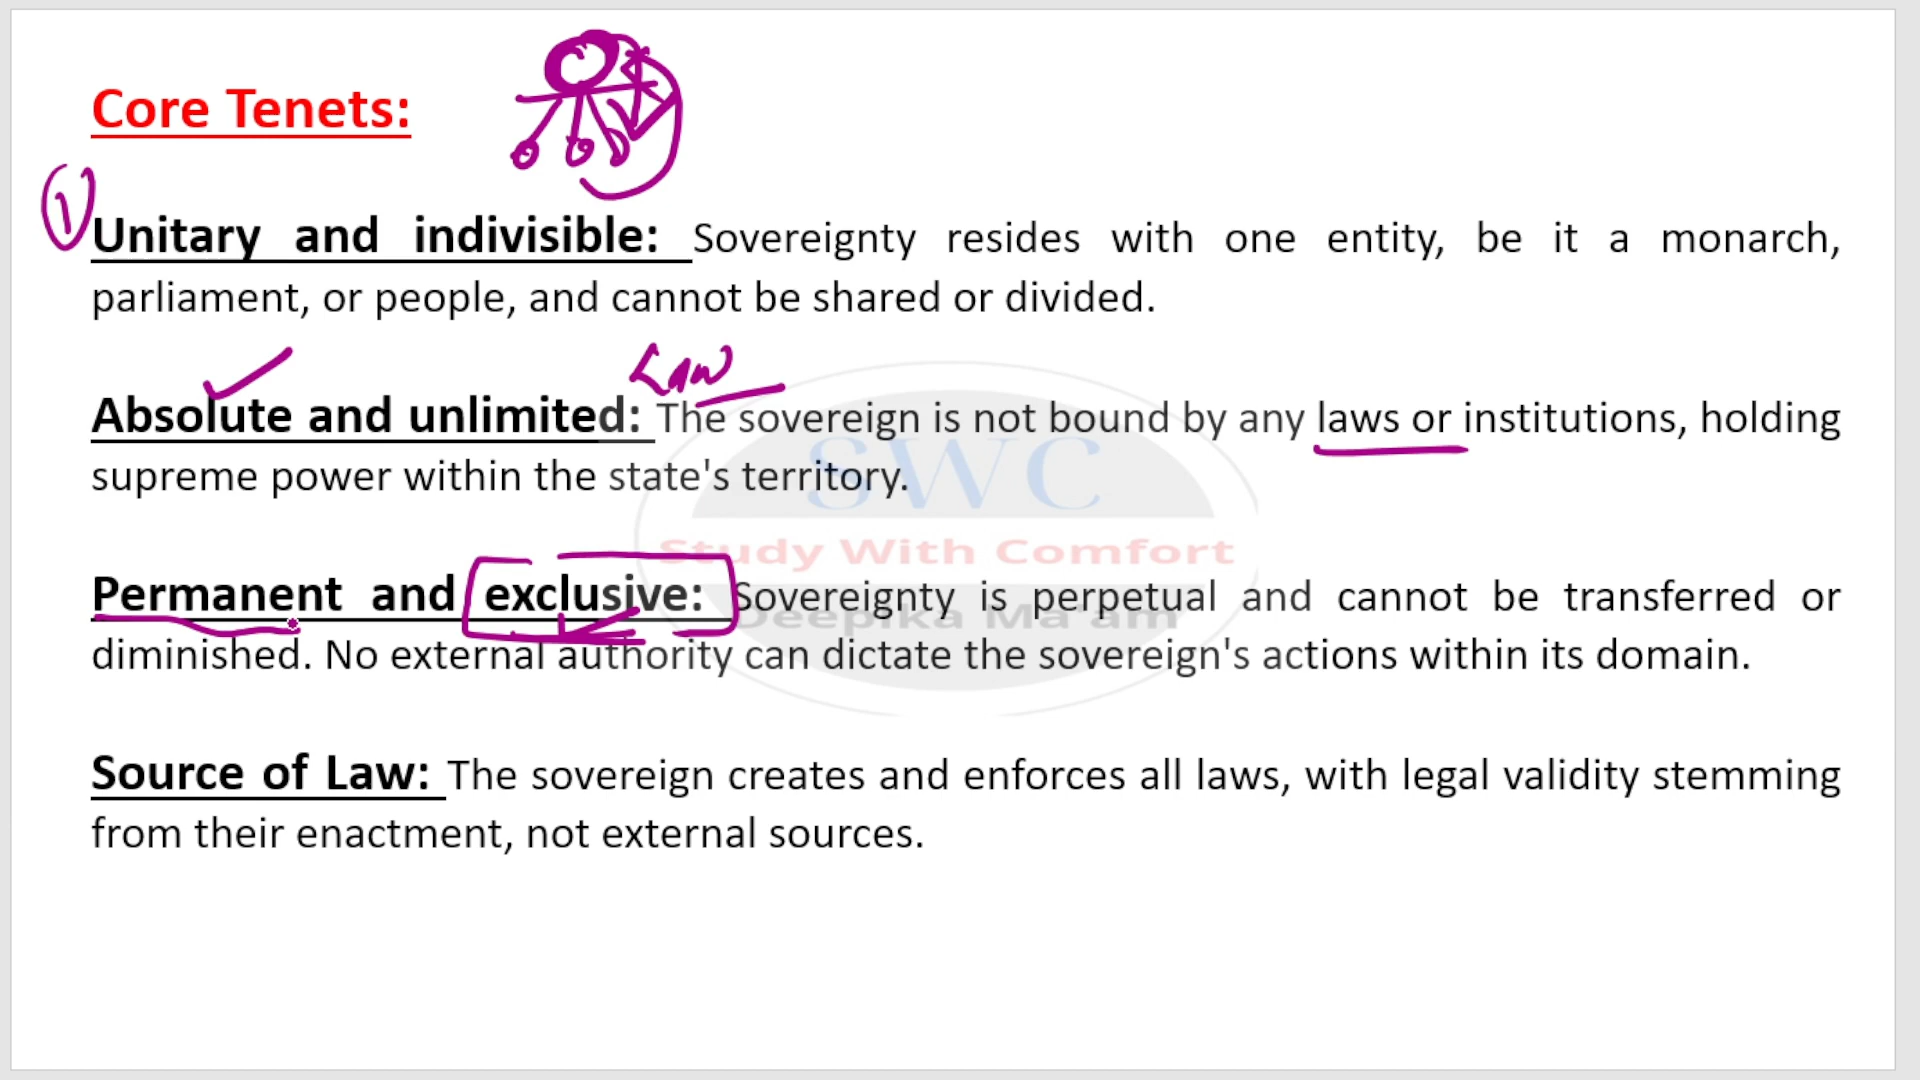 Core Tenets:
1
Unitary and indivisible: Sovereignty resides with one entity, be it a monarch,
parliament, or people, and cannot be shared or divided.
Law
Absolute and unlimited: The sovereign is not bound by any laws or institutions, holding
supreme power within the state's territory.
SWC
Study With Comfort
Permanent and exclusive: Sovereignty is perpetual and cannot be transferred or
Deepika Ma'am
diminished. No external authority can dictate the sovereign's actions within its domain.
Source of Law: The sovereign creates and enforces all laws, with legal validity stemming
from their enactment, not external sources.